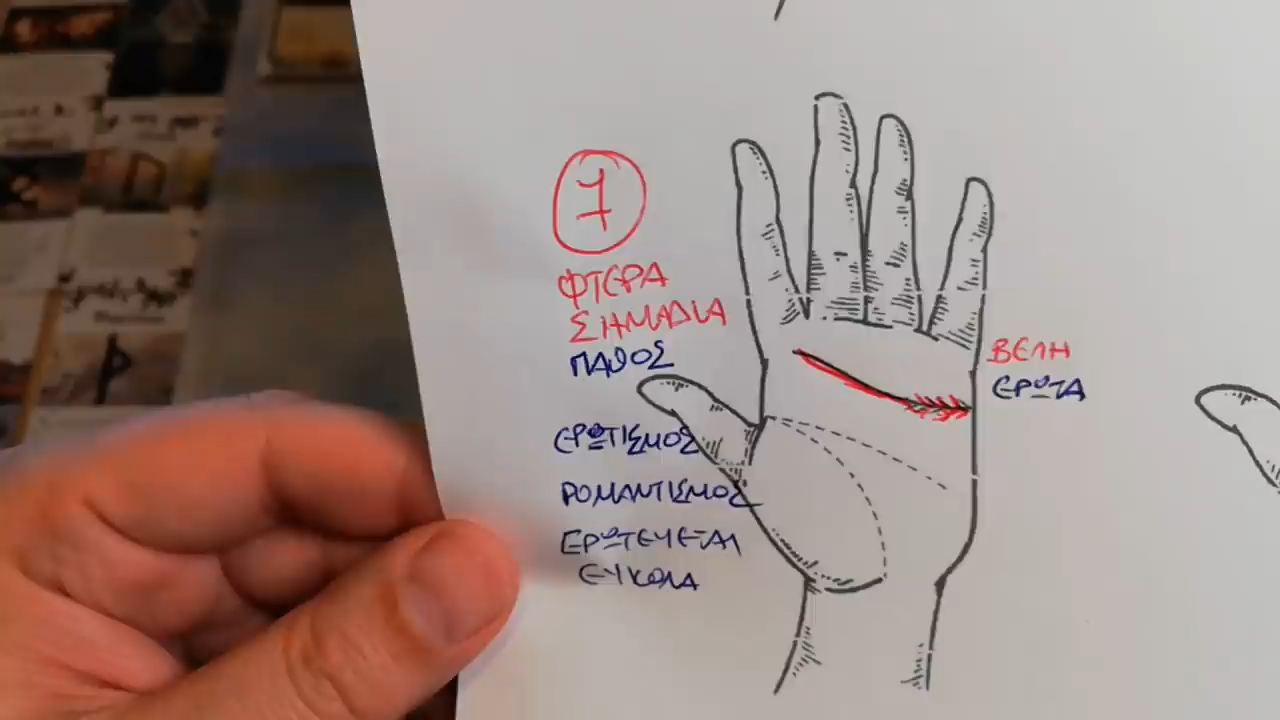 7
ΦΤΕΡΑ
ΣΗΜΑΔΙΑ
ΠΑΘΟΣ
ΕΡΩΤΙΣΜΟΣ
ΡΟΜΑΝΤΙΣΜΟΣ
ΕΡΩΤΕΥΕΤΑΙ
ΕΥΚΟΛΑ
ΒΕΛΗ
ΕΡΩΤΑ